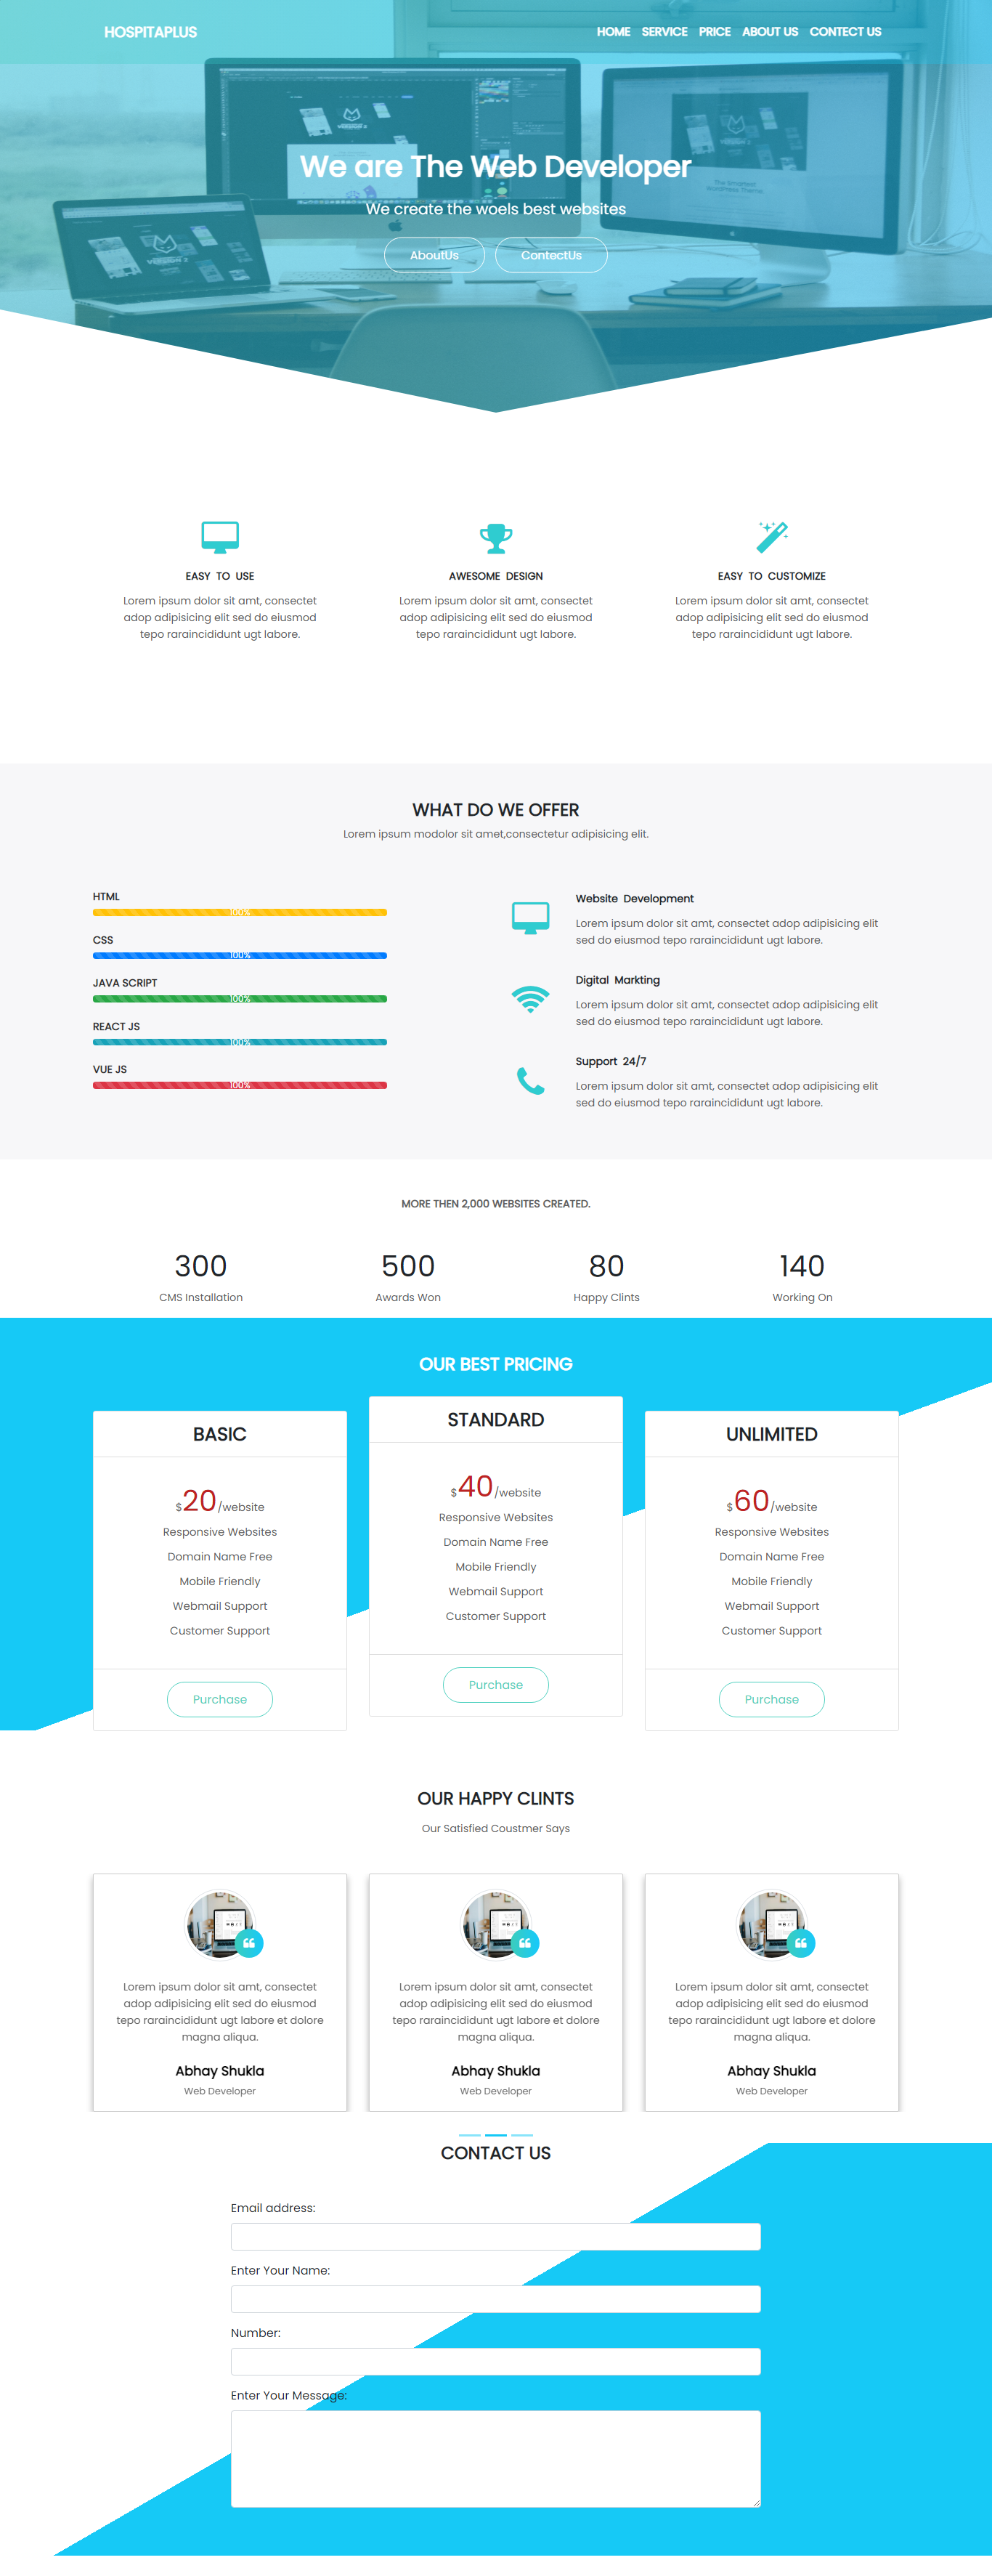 HOSPITAPLUS
HOME SERVICE PRICE ABOUT US CONTACT US
We are The Web Developer
We create the woels best websites
AboutUs ContectUs
EASY TO USE
Lorem ipsum dolor sit amt, consectet
adop adipisicing elit sed do eiusmod
tepo raraincididunt ugt labore.
AWESOME DESIGN
Lorem ipsum dolor sit amt, consectet
adop adipisicing elit sed do eiusmod
tepo raraincididunt ugt labore.
EASY TO CUSTOMIZE
Lorem ipsum dolor sit amt, consectet
adop adipisicing elit sed do eiusmod
tepo raraincididunt ugt labore.
WHAT DO WE OFFER
Lorem ipsum modolor sit amet,consectetur adipisicing elit.
HTML
100%
CSS
100%
JAVA SCRIPT
100%
REACT JS
100%
VUE JS
100%
Website Development
Lorem ipsum dolor sit amt, consectet adop adipisicing elit
sed do eiusmod tepo raraincididunt ugt labore.
Digital Markting
Lorem ipsum dolor sit amt, consectet adop adipisicing elit
sed do eiusmod tepo raraincididunt ugt labore.
Support 24/7
Lorem ipsum dolor sit amt, consectet adop adipisicing elit
sed do eiusmod tepo raraincididunt ugt labore.
MORE THEN 2,000 WEBSITES CREATED.
300
CMS Installation
500
Awards Won
80
Happy Clints
140
Working On
OUR BEST PRICING
BASIC
$20/website
Responsive Websites
Domain Name Free
Mobile Friendly
Webmail Support
Customer Support
Purchase
STANDARD
$40/website
Responsive Websites
Domain Name Free
Mobile Friendly
Webmail Support
Customer Support
Purchase
UNLIMITED
$60/website
Responsive Websites
Domain Name Free
Mobile Friendly
Webmail Support
Customer Support
Purchase
OUR HAPPY CLINTS
Our Satisfied Coustmer Says
Lorem ipsum dolor sit amt, consectet
adop adipisicing elit sed do eiusmod
tepo raraincididunt ugt labore et dolore
magna aliqua.
Abhay Shukla
Web Developer
Lorem ipsum dolor sit amt, consectet
adop adipisicing elit sed do eiusmod
tepo raraincididunt ugt labore et dolore
magna aliqua.
Abhay Shukla
Web Developer
Lorem ipsum dolor sit amt, consectet
adop adipisicing elit sed do eiusmod
tepo raraincididunt ugt labore et dolore
magna aliqua.
Abhay Shukla
Web Developer
CONTACT US
Email address:
Enter Your Name:
Number:
Enter Your Message: